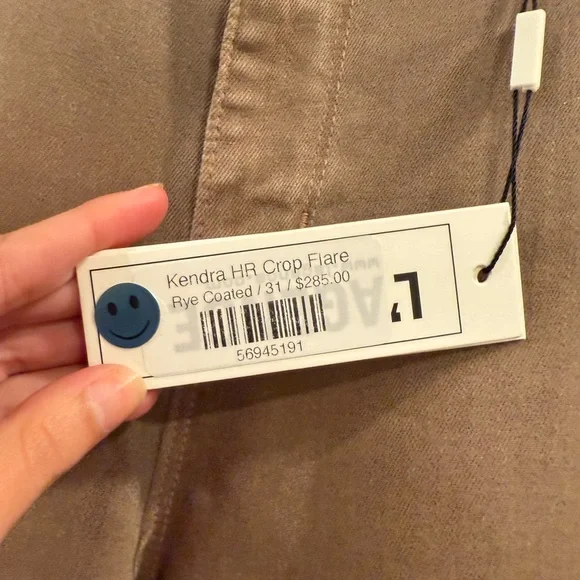 Kendra HR Crop Flare
Rye Coated / 31 / $285.00
56945191
L'